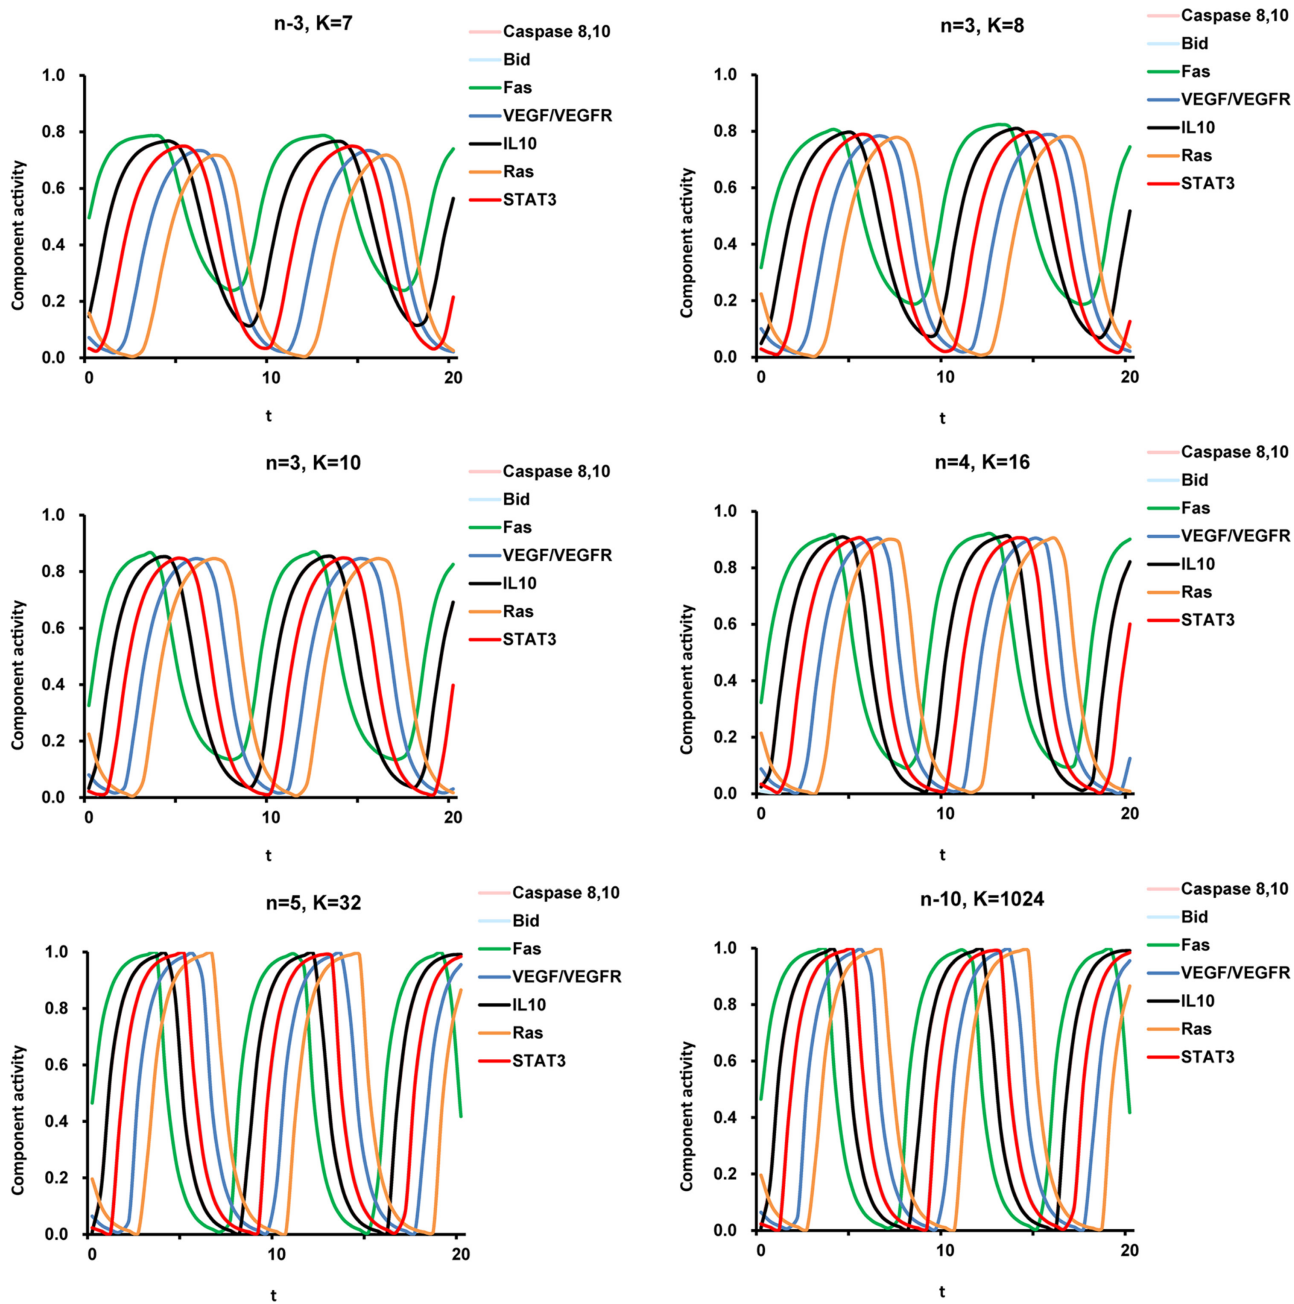 n-3, K=7
Caspase 8,10
Bid
Fas
VEGF/VEGFR
IL10
Ras
STAT3
1.0
0.8
0.6
0.4
0.2
0.0
Component activity
0
10
20
t
n=3, K=8
Caspase 8,10
Bid
Fas
VEGF/VEGFR
IL10
Ras
STAT3
1.0
0.8
0.6
0.4
0.2
0.0
Component activity
0
10
20
t
n=3, K=10
Caspase 8,10
Bid
Fas
VEGF/VEGFR
IL10
Ras
STAT3
1.0
0.8
0.6
0.4
0.2
0.0
Component activity
0
10
20
t
n=4, K=16
Caspase 8,10
Bid
Fas
VEGF/VEGFR
IL10
Ras
STAT3
1.0
0.8
0.6
0.4
0.2
0.0
Component activity
0
10
20
t
n=5, K=32
Caspase 8,10
Bid
Fas
VEGF/VEGFR
IL10
Ras
STAT3
1.0
0.8
0.6
0.4
0.2
0.0
Component activity
0
10
20
t
n-10, K=1024
Caspase 8,10
Bid
Fas
VEGF/VEGFR
IL10
Ras
STAT3
1.0
0.8
0.6
0.4
0.2
0.0
Component activity
0
10
20
t